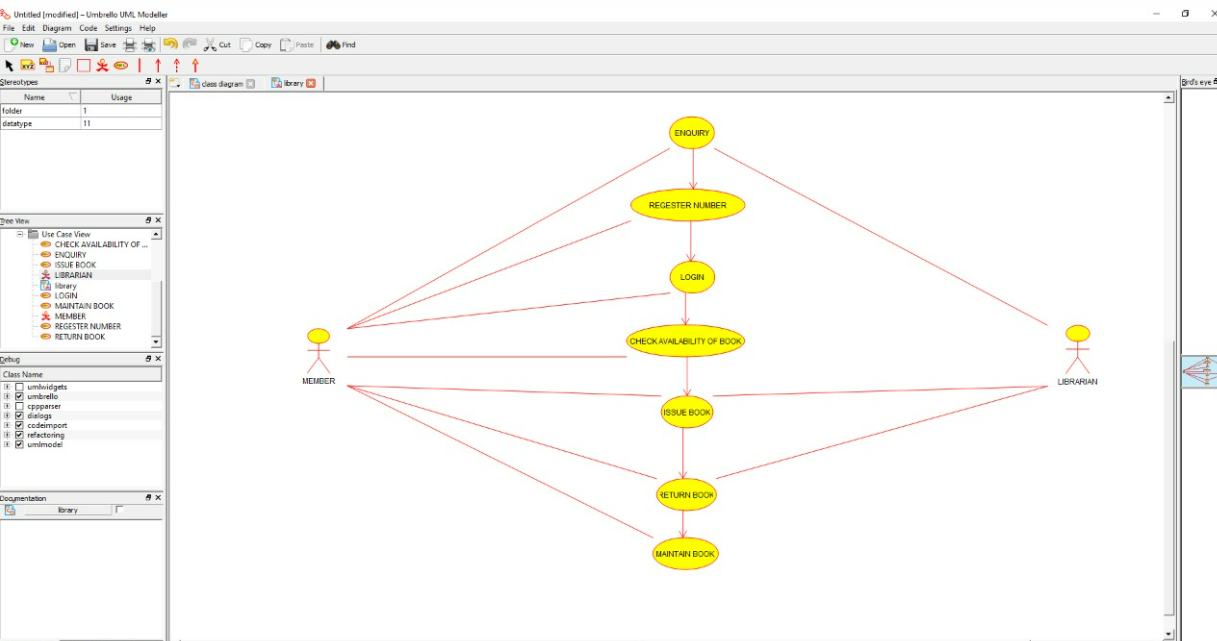 Untitled [modified] – Umbrello UML Modeller
File Edit Diagram Code Settings Help
New Open Save Cut Copy Paste Find
XYZ
Stereotypes
Name Usage
folder 1
datatype 11
Tree View
Use Case View
CHECK AVAILABILITY OF ...
ENQUIRY
ISSUE BOOK
LIBRARIAN
library
LOGIN
MAINTAIN BOOK
MEMBER
REGESTER NUMBER
RETURN BOOK
Debug
Class Name
umlwidgets
umbrello
cppparser
dialogs
codeimport
refactoring
umlmodel
Documentation
library
class diagram library
ENQUIRY
REGESTER NUMBER
LOGIN
CHECK AVAILABILITY OF BOOK
MEMBER
LIBRARIAN
ISSUE BOOK
RETURN BOOK
MAINTAIN BOOK
Bird's eye